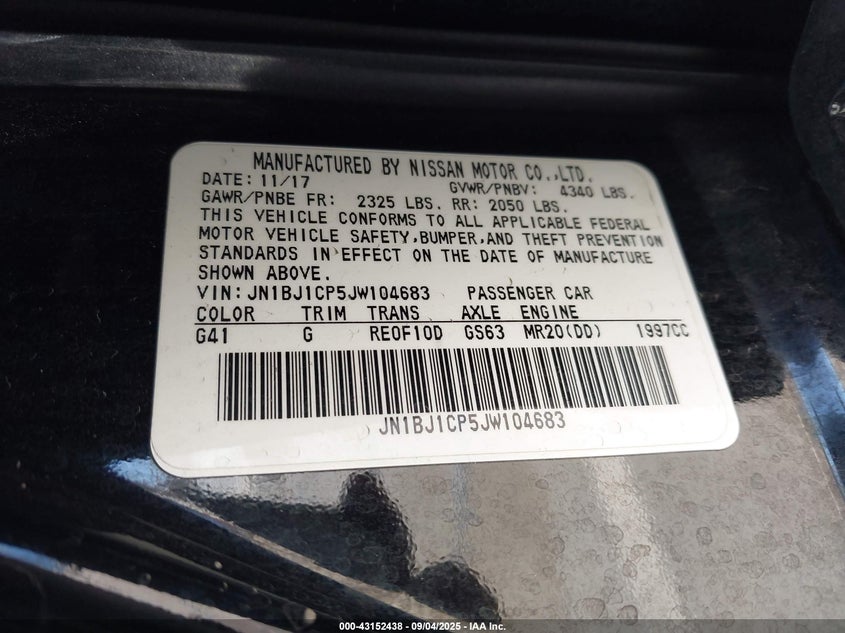 MANUFACTURED BY NISSAN MOTOR CO.,LTD.
DATE: 11/17 GVWR/PNBV: 4340 LBS.
GAWR/PNBE FR: 2325 LBS. RR: 2050 LBS.
THIS VEHICLE CONFORMS TO ALL APPLICABLE FEDERAL
MOTOR VEHICLE SAFETY,BUMPER,AND THEFT PREVENTION
STANDARDS IN EFFECT ON THE DATE OF MANUFACTURE
SHOWN ABOVE.
VIN: JN1BJ1CP5JW104683 PASSENGER CAR
COLOR TRIM TRANS AXLE ENGINE
G41 G RE0F10D GS63 MR20(DD) 1997CC
JN1BJ1CP5JW104683
000-43152438 - 09/04/2025 - IAA Inc.